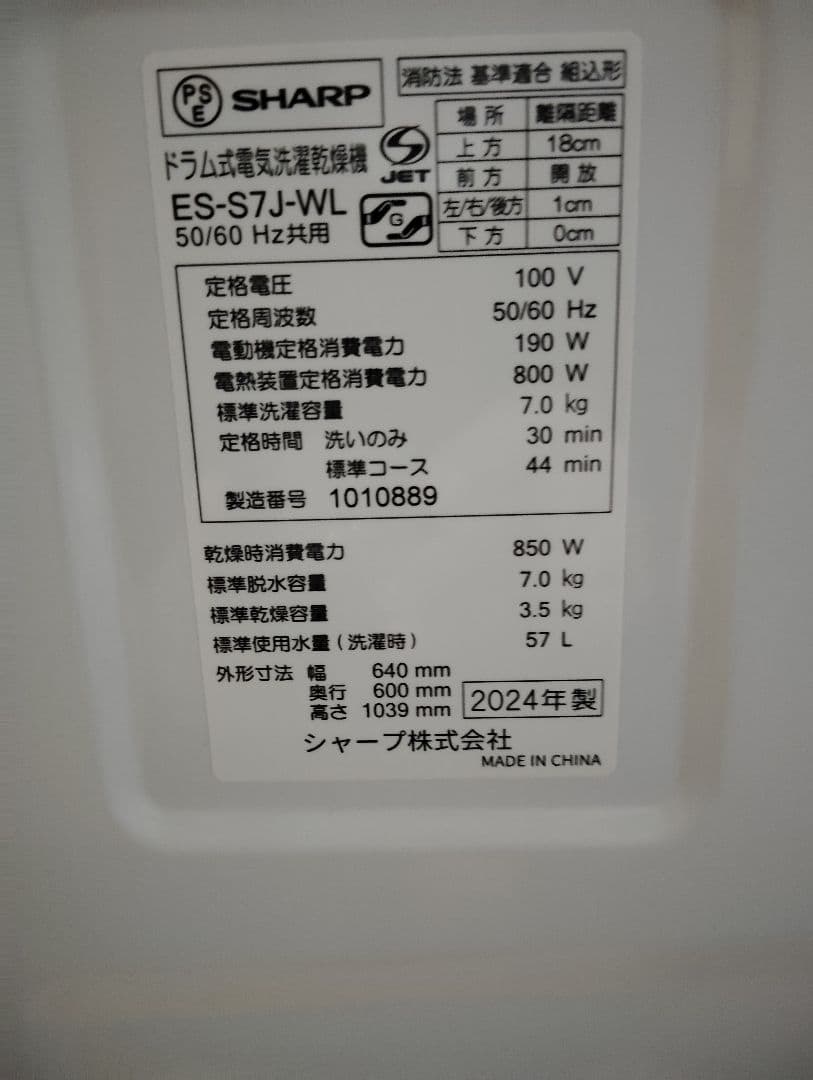 PSE SHARP
消防法 基準適合 組込形
場所 離隔距離
上方 18cm
前方 開放
左/右/後方 1cm
下方 0cm
ドラム式電気洗濯乾燥機
S JET
ES-S7J-WL
G
50/60 Hz共用
定格電圧 100 V
定格周波数 50/60 Hz
電動機定格消費電力 190 W
電熱装置定格消費電力 800 W
標準洗濯容量 7.0 kg
定格時間 洗いのみ 30 min
標準コース 44 min
製造番号 1010889
乾燥時消費電力 850 W
標準脱水容量 7.0 kg
標準乾燥容量 3.5 kg
標準使用水量(洗濯時) 57 L
外形寸法 幅 640 mm
奥行 600 mm
高さ 1039 mm
2024年製
シャープ株式会社
MADE IN CHINA